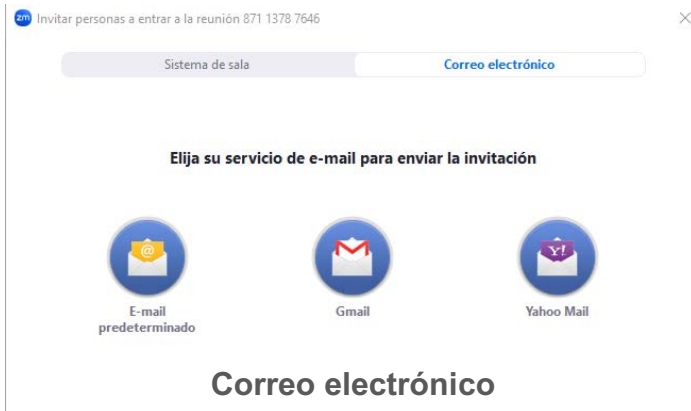 zm Invitar personas a entrar a la reunión 871 1378 7646
Sistema de sala
Correo electrónico
Elija su servicio de e-mail para enviar la invitación
@
Y!
E-mail
predeterminado
Gmail
Yahoo Mail
Correo electrónico